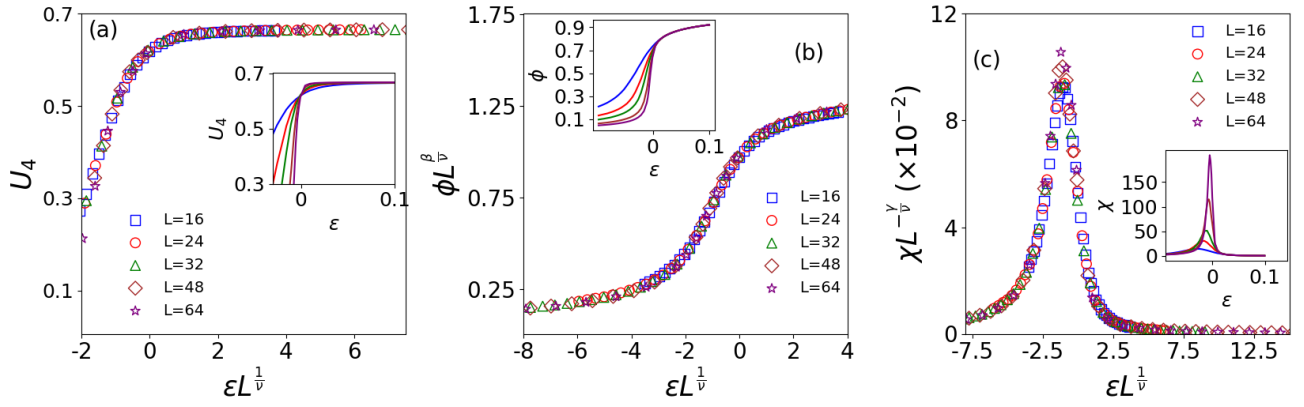 (a)
U₄
0.7
0.5
0.3
0.1
-2 0 2 4 6
εL^{1/ν}
L=16
L=24
L=32
L=48
L=64
U₄
0.7
0.5
0.3
0 0.1
ε
(b)
ϕL^{β/ν}
1.75
1.25
0.75
0.25
-8 -6 -4 -2 0 2 4
εL^{1/ν}
L=16
L=24
L=32
L=48
L=64
ϕ
0.9
0.7
0.5
0.3
0.1
0 0.1
ε
(c)
χL^{-γ/ν} (×10⁻²)
12
9
6
3
0
-7.5 -2.5 2.5 7.5 12.5
εL^{1/ν}
L=16
L=24
L=32
L=48
L=64
χ
150
100
50
0
0 0.1
ε